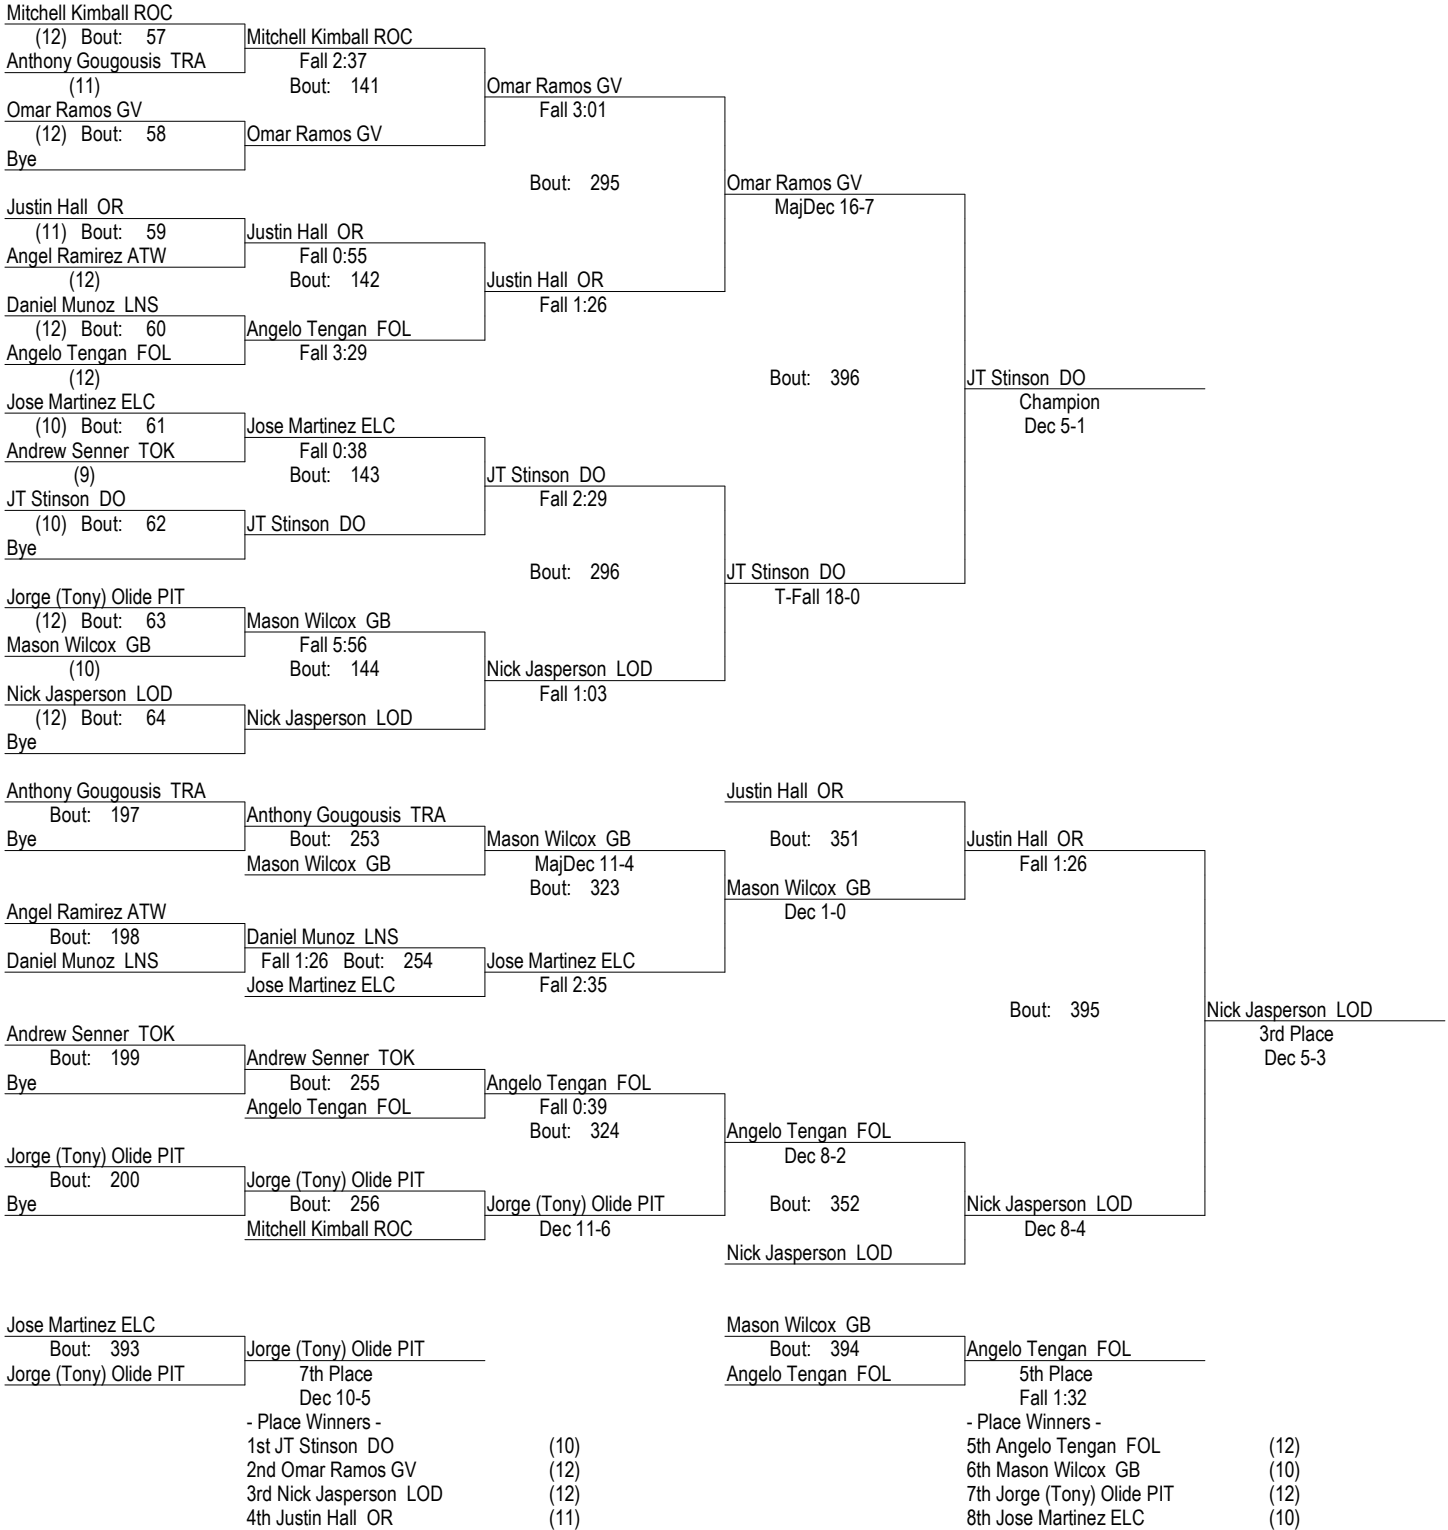 Mitchell Kimball ROC
(12) Bout: 57 Mitchell Kimball ROC
Anthony Gougousis TRA Fall 2:37
(11) Bout: 141 Omar Ramos GV
Omar Ramos GV Fall 3:01
(12) Bout: 58 Omar Ramos GV
Bye
Bout: 295 Omar Ramos GV
Justin Hall OR MajDec 16-7
(11) Bout: 59 Justin Hall OR
Angel Ramirez ATW Fall 0:55
(12) Bout: 142 Justin Hall OR
Daniel Munoz LNS Fall 1:26
(12) Bout: 60 Angelo Tengan FOL
Angelo Tengan FOL Fall 3:29
(12) Bout: 396 JT Stinson DO
Jose Martinez ELC Champion
(10) Bout: 61 Jose Martinez ELC Dec 5-1
Andrew Senner TOK Fall 0:38
(9) Bout: 143 JT Stinson DO
JT Stinson DO Fall 2:29
(10) Bout: 62 JT Stinson DO
Bye
Bout: 296 JT Stinson DO
Jorge (Tony) Olide PIT T-Fall 18-0
(12) Bout: 63 Mason Wilcox GB
Mason Wilcox GB Fall 5:56
(10) Bout: 144 Nick Jasperson LOD
Nick Jasperson LOD Fall 1:03
(12) Bout: 64 Nick Jasperson LOD
Bye
Anthony Gougousis TRA Justin Hall OR
Bout: 197 Anthony Gougousis TRA
Bye Bout: 253 Mason Wilcox GB Bout: 351 Justin Hall OR
Mason Wilcox GB MajDec 11-4 Fall 1:26
Bout: 323 Mason Wilcox GB
Angel Ramirez ATW Dec 1-0
Bout: 198 Daniel Munoz LNS
Daniel Munoz LNS Fall 1:26 Bout: 254 Jose Martinez ELC
Jose Martinez ELC Fall 2:35
Bout: 395 Nick Jasperson LOD
Andrew Senner TOK 3rd Place
Bout: 199 Andrew Senner TOK Dec 5-3
Bye Bout: 255 Angelo Tengan FOL
Angelo Tengan FOL Fall 0:39
Bout: 324 Angelo Tengan FOL
Jorge (Tony) Olide PIT Dec 8-2
Bout: 200 Jorge (Tony) Olide PIT
Bye Bout: 256 Jorge (Tony) Olide PIT Bout: 352 Nick Jasperson LOD
Mitchell Kimball ROC Dec 11-6 Dec 8-4
Nick Jasperson LOD
Jose Martinez ELC Mason Wilcox GB
Bout: 393 Jorge (Tony) Olide PIT Bout: 394 Angelo Tengan FOL
Jorge (Tony) Olide PIT 7th Place Angelo Tengan FOL 5th Place
Dec 10-5 Fall 1:32
- Place Winners - - Place Winners -
1st JT Stinson DO (10) 5th Angelo Tengan FOL (12)
2nd Omar Ramos GV (12) 6th Mason Wilcox GB (10)
3rd Nick Jasperson LOD (12) 7th Jorge (Tony) Olide PIT (12)
4th Justin Hall OR (11) 8th Jose Martinez ELC (10)